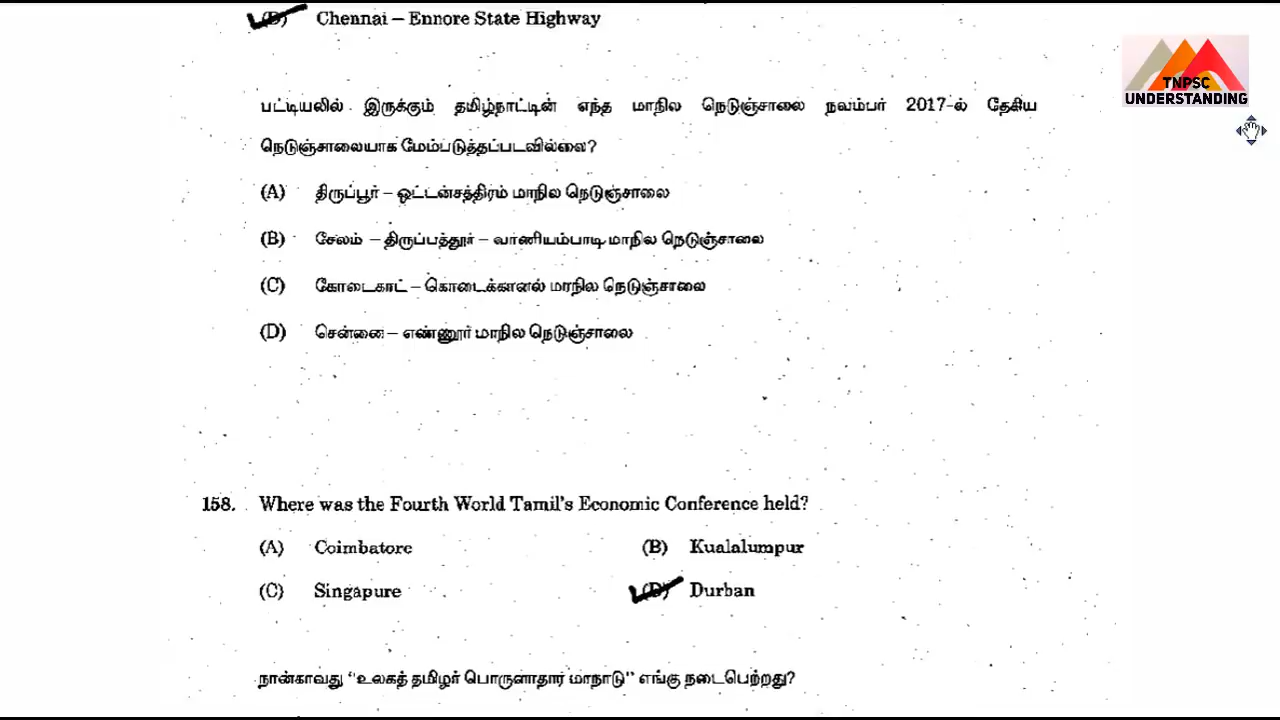 (D) Chennai – Ennore State Highway
TNPSC
UNDERSTANDING
பட்டியலில் இருக்கும் தமிழ்நாட்டின் எந்த மாநில நெடுஞ்சாலை நவம்பர் 2017-ல் தேசிய
நெடுஞ்சாலையாக மேம்படுத்தப்படவில்லை?
(A) திருப்பூர் – ஒட்டன்சத்திரம் மாநில நெடுஞ்சாலை
(B) சேலம் – திருப்பத்தூர் – வாணியம்பாடி மாநில நெடுஞ்சாலை
(C) கோடைகாட் – கொடைக்கானல் மாநில நெடுஞ்சாலை
(D) சென்னை – எண்ணூர் மாநில நெடுஞ்சாலை
158. Where was the Fourth World Tamil's Economic Conference held?
(A) Coimbatore (B) Kualalumpur
(C) Singapure (D) Durban
நான்காவது "உலகத் தமிழர் பொருளாதார மாநாடு" எங்கு நடைபெற்றது?